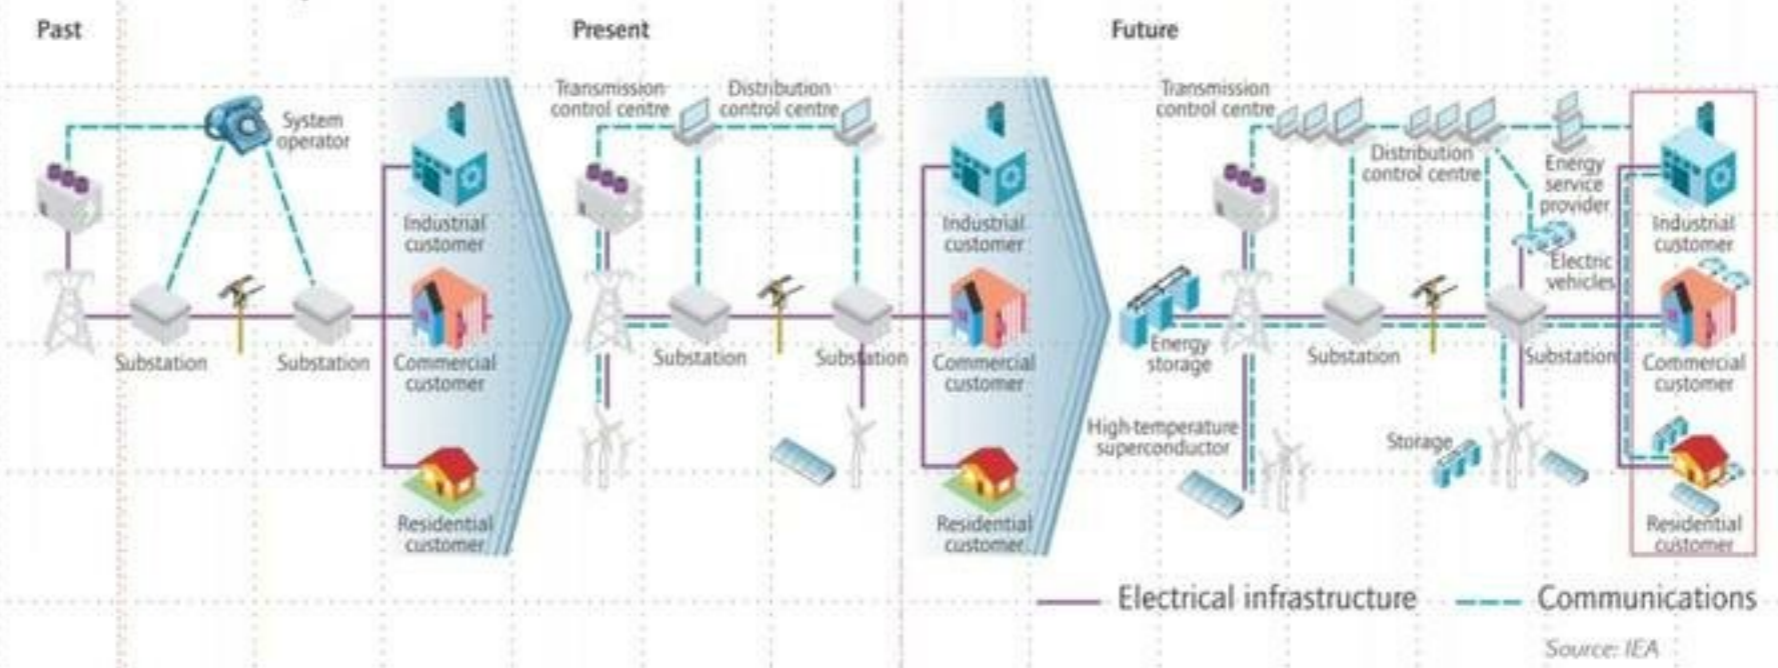 Past
System
operator
Substation
Substation
Industrial
customer
Commercial
customer
Residential
customer
Present
Transmission
control centre
Distribution
control centre
Substation
Substation
Industrial
customer
Commercial
customer
Residential
customer
Future
Transmission
control centre
Distribution
control centre
Energy
service
provider
Electric
vehicles
Energy
storage
Substation
Substation
High-temperature
superconductor
Storage
Industrial
customer
Commercial
customer
Residential
customer
Electrical infrastructure
Communications
Source: IEA